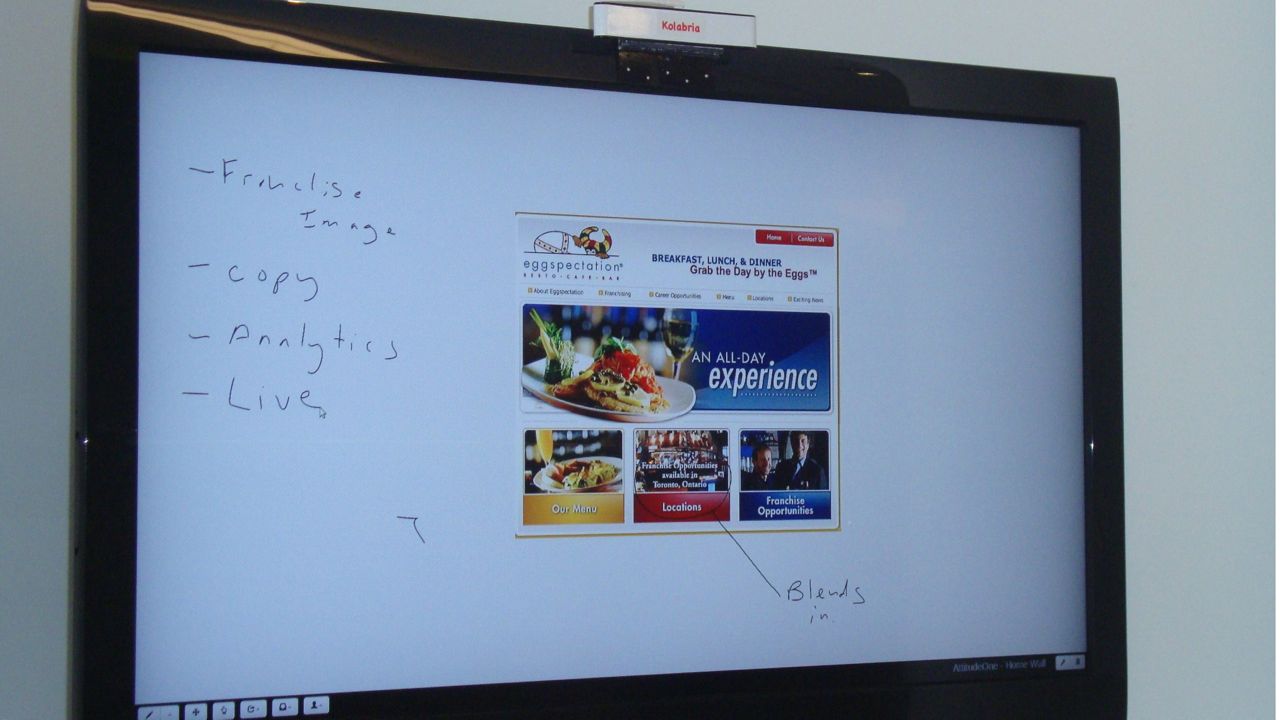 Kolabria
- Franchise
Image
- copy
- Analytics
- Live
eggspectation®
RESTO • CAFE • BAR
Home | Contact Us
BREAKFAST, LUNCH, & DINNER
Grab the Day by the Eggs™
About Eggspectation Franchising Career Opportunities Menu Locations Exciting News
AN ALL-DAY
experience
Franchise Opportunities
available in
Toronto, Ontario
Our Menu
Locations
Franchise
Opportunities
Blends
in.
AttitudeOne - Home Wall